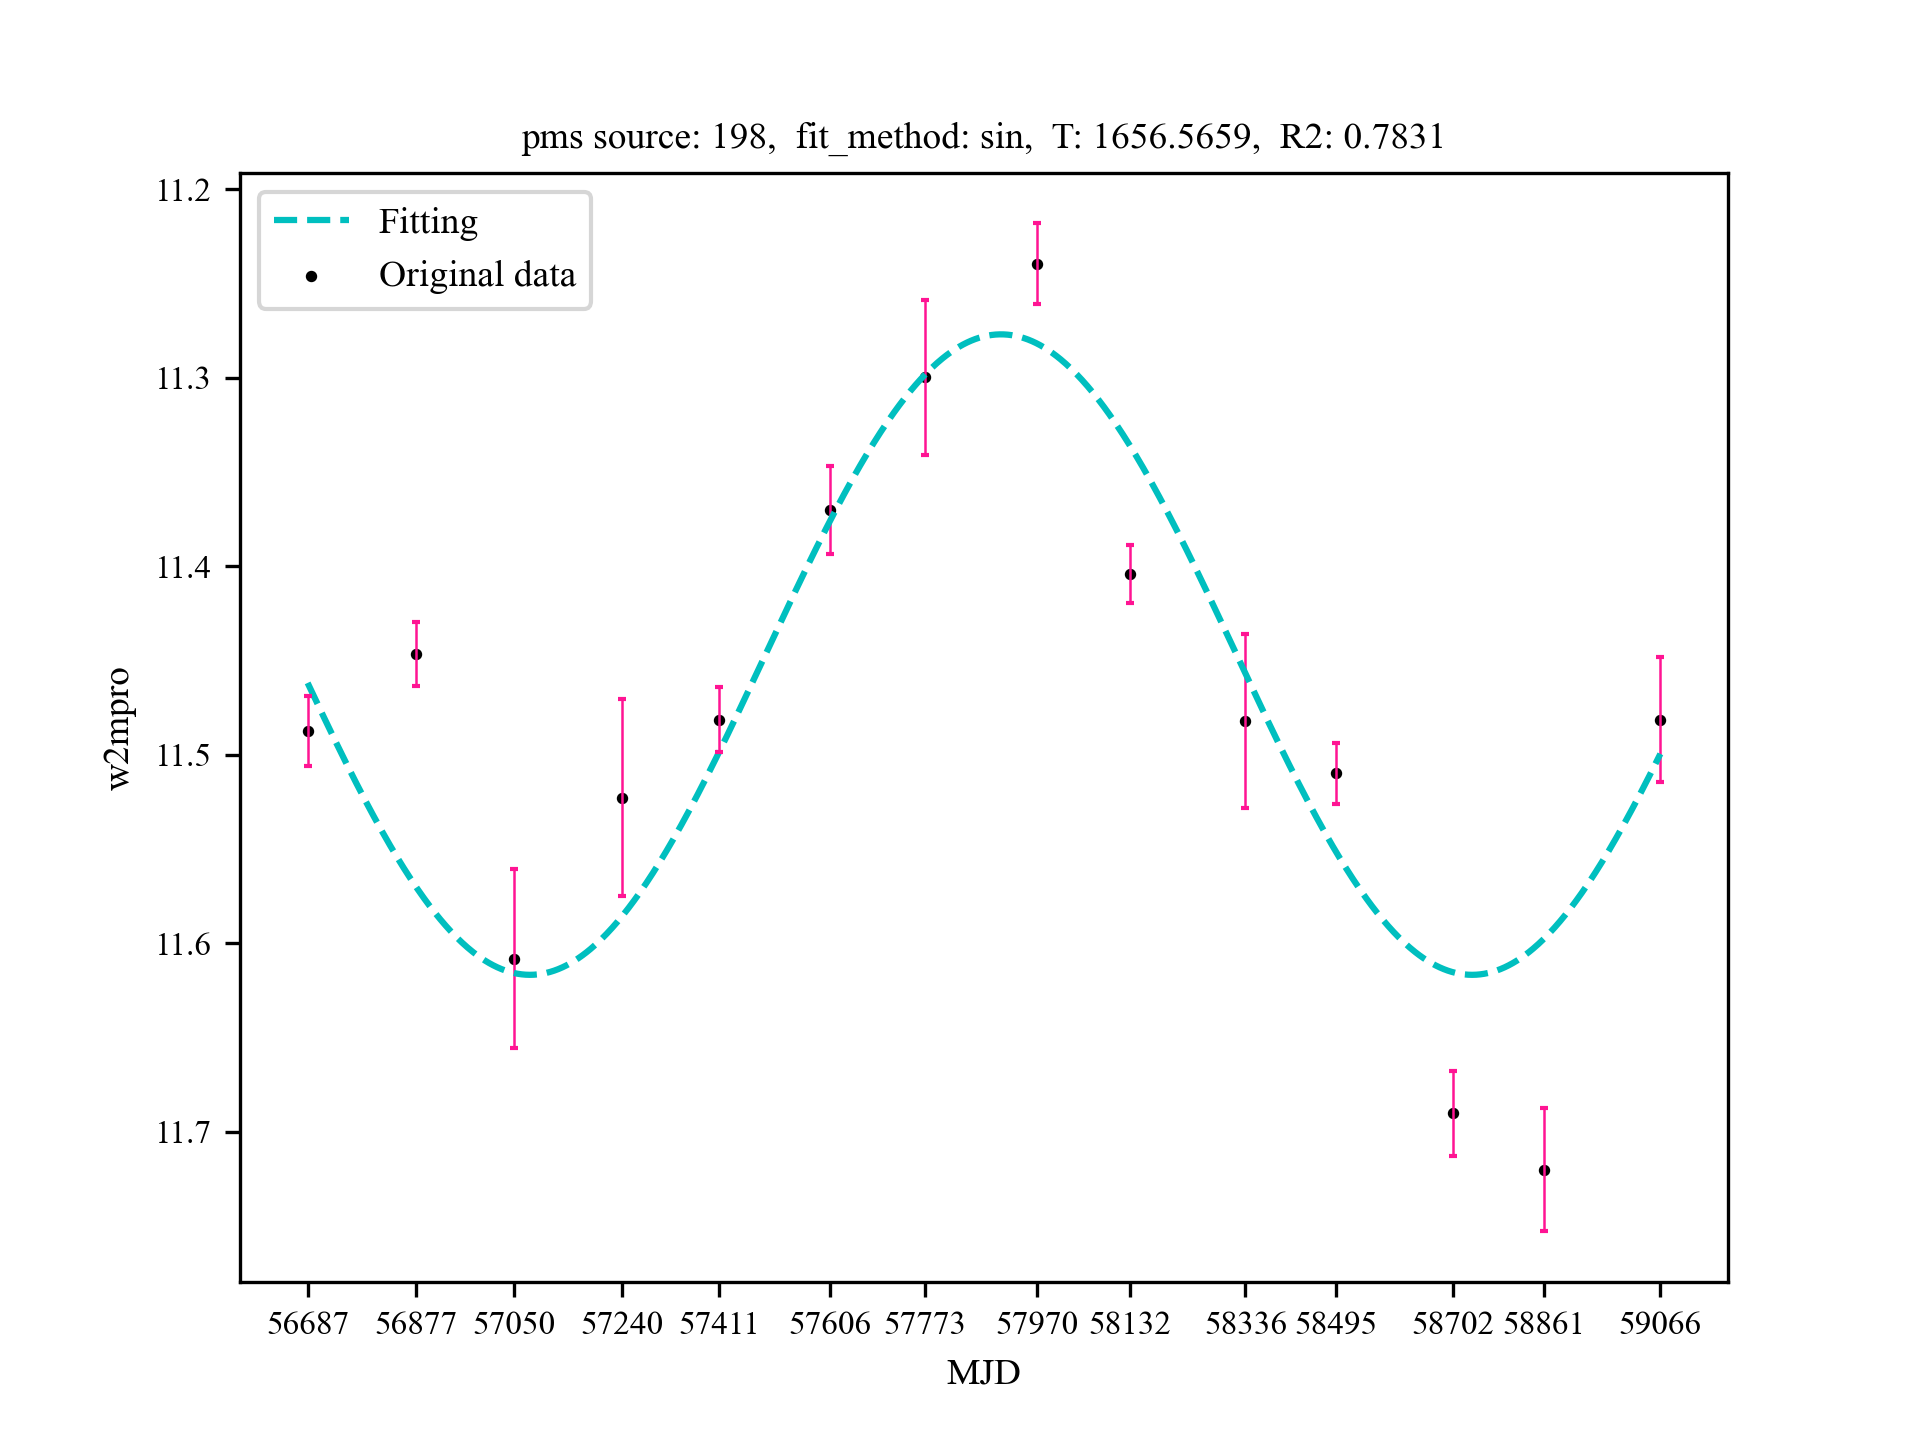 pms source: 198,  fit_method: sin,  T: 1656.5659,  R2: 0.7831
Fitting
Original data
11.2
11.3
11.4
11.5
11.6
11.7
w2mpro
56687 56877 57050 57240 57411 57606 57773 57970 58132 58336 58495 58702 58861 59066
MJD